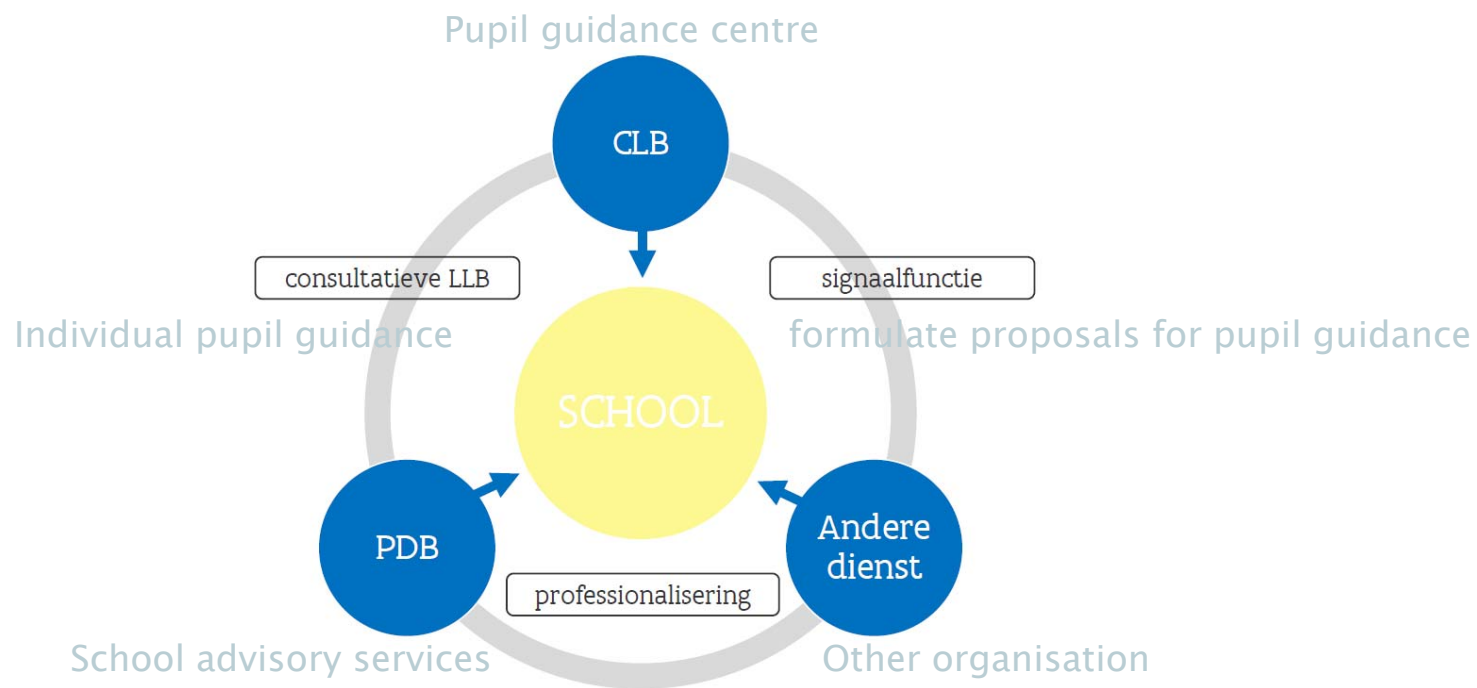 Pupil guidance centre
CLB
consultatieve LLB
signaalfunctie
Individual pupil guidance
formulate proposals for pupil guidance
SCHOOL
PDB
Andere
dienst
professionalisering
School advisory services
Other organisation